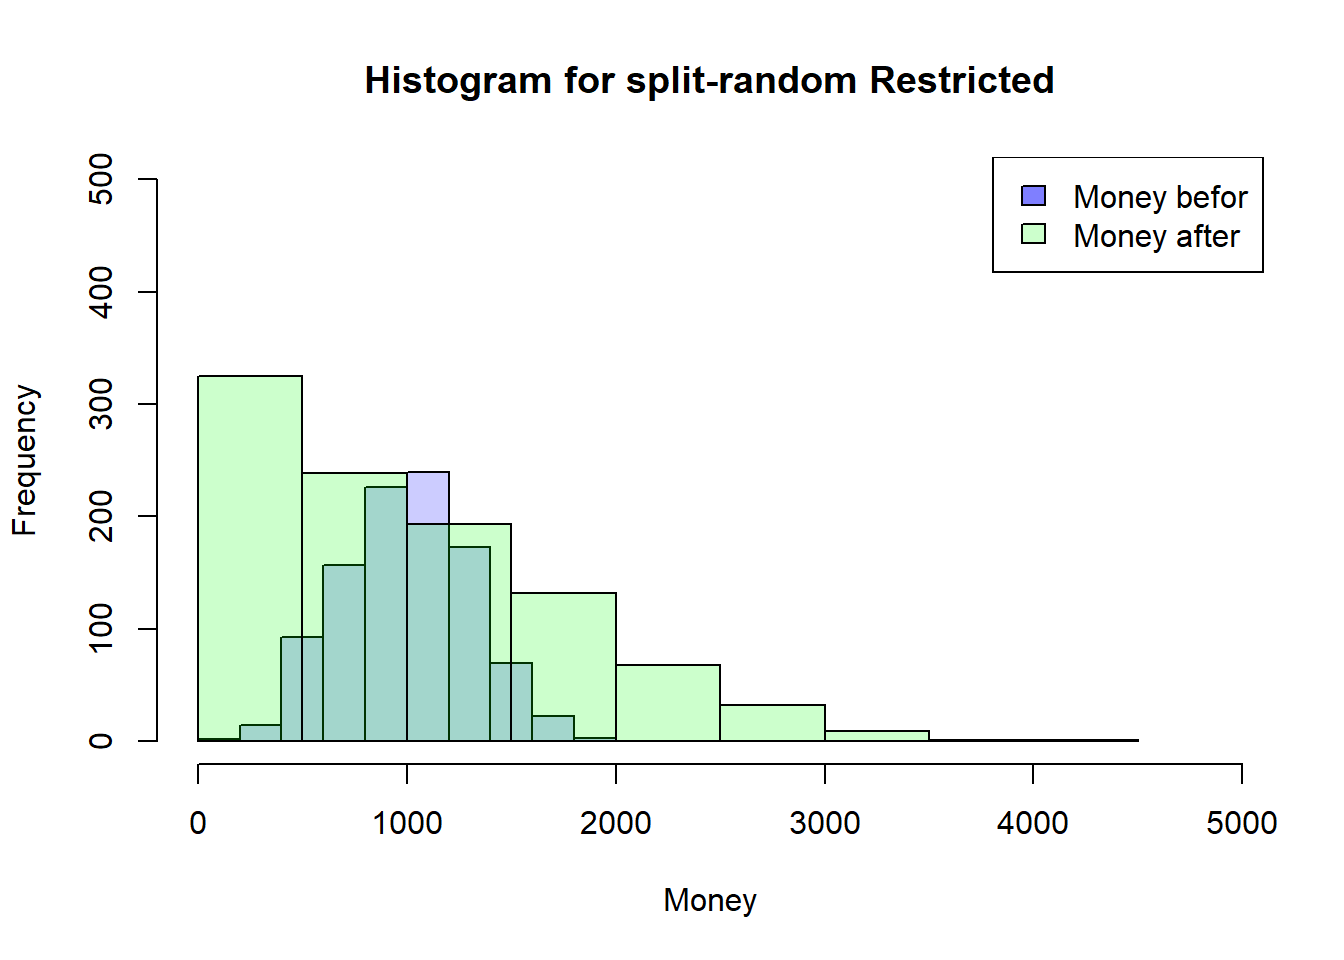 Histogram for split-random Restricted
Money befor
Money after
Frequency
500
400
300
200
100
0
0 1000 2000 3000 4000 5000
Money